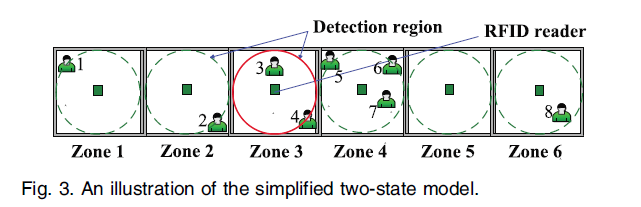 Detection region
RFID reader
1
2
3
4
5
6
7
8
Zone 1 Zone 2 Zone 3 Zone 4 Zone 5 Zone 6
Fig. 3. An illustration of the simplified two-state model.